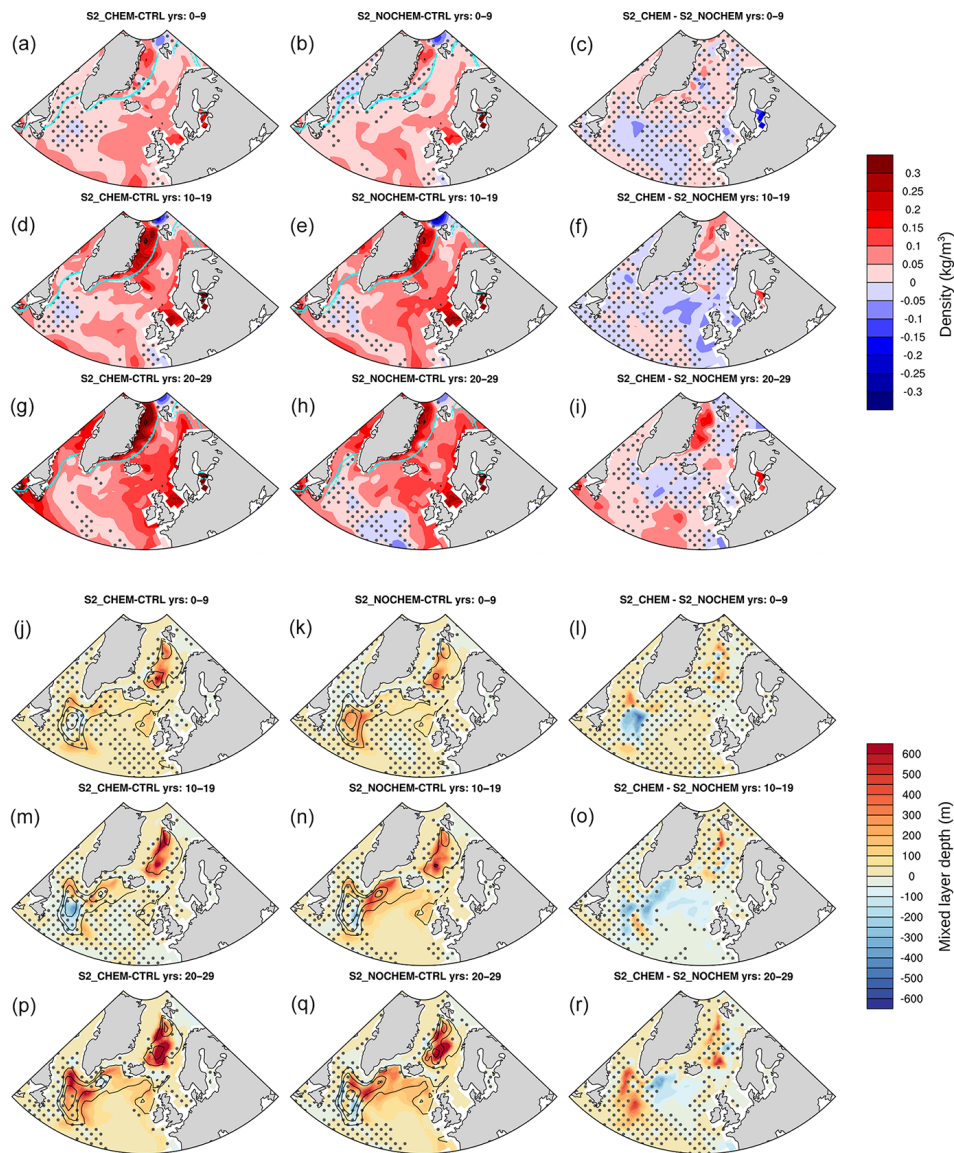 S2_CHEM-CTRL yrs: 0–9
S2_NOCHEM-CTRL yrs: 0–9
S2_CHEM - S2_NOCHEM yrs: 0–9
(a)
(b)
(c)
S2_CHEM-CTRL yrs: 10–19
S2_NOCHEM-CTRL yrs: 10–19
S2_CHEM - S2_NOCHEM yrs: 10–19
(d)
(e)
(f)
S2_CHEM-CTRL yrs: 20–29
S2_NOCHEM-CTRL yrs: 20–29
S2_CHEM - S2_NOCHEM yrs: 20–29
(g)
(h)
(i)
0.3
0.25
0.2
0.15
0.1
0.05
0
-0.05
-0.1
-0.15
-0.2
-0.25
-0.3
Density (kg/m³)
S2_CHEM-CTRL yrs: 0–9
S2_NOCHEM-CTRL yrs: 0–9
S2_CHEM - S2_NOCHEM yrs: 0–9
(j)
(k)
(l)
S2_CHEM-CTRL yrs: 10–19
S2_NOCHEM-CTRL yrs: 10–19
S2_CHEM - S2_NOCHEM yrs: 10–19
(m)
(n)
(o)
S2_CHEM-CTRL yrs: 20–29
S2_NOCHEM-CTRL yrs: 20–29
S2_CHEM - S2_NOCHEM yrs: 20–29
(p)
(q)
(r)
600
500
400
300
200
100
0
-100
-200
-300
-400
-500
-600
Mixed layer depth (m)